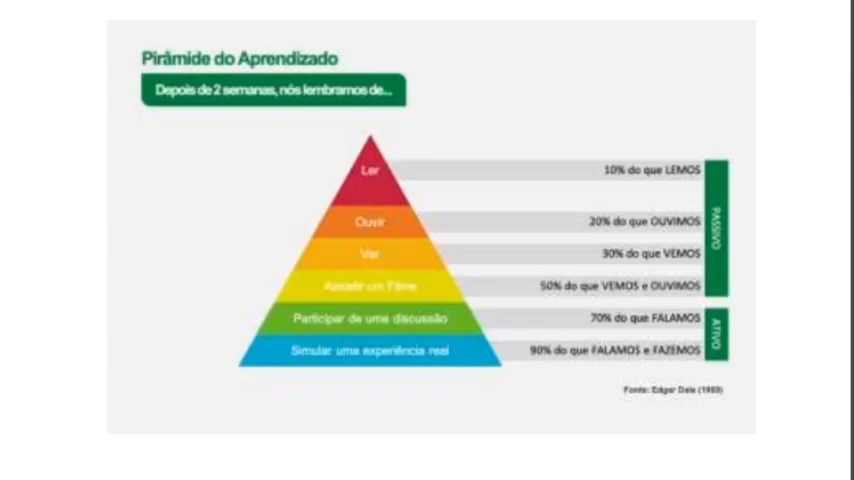 Pirâmide do Aprendizado
Depois de 2 semanas, nós lembramos de...
Ler
10% do que LEMOS
Ouvir
20% do que OUVIMOS
Ver
30% do que VEMOS
PASSIVO
Assistir um Filme
50% do que VEMOS e OUVIMOS
Participar de uma discussão
70% do que FALAMOS
ATIVO
Simular uma experiência real
90% do que FALAMOS e FAZEMOS
Fonte: Edgar Dale